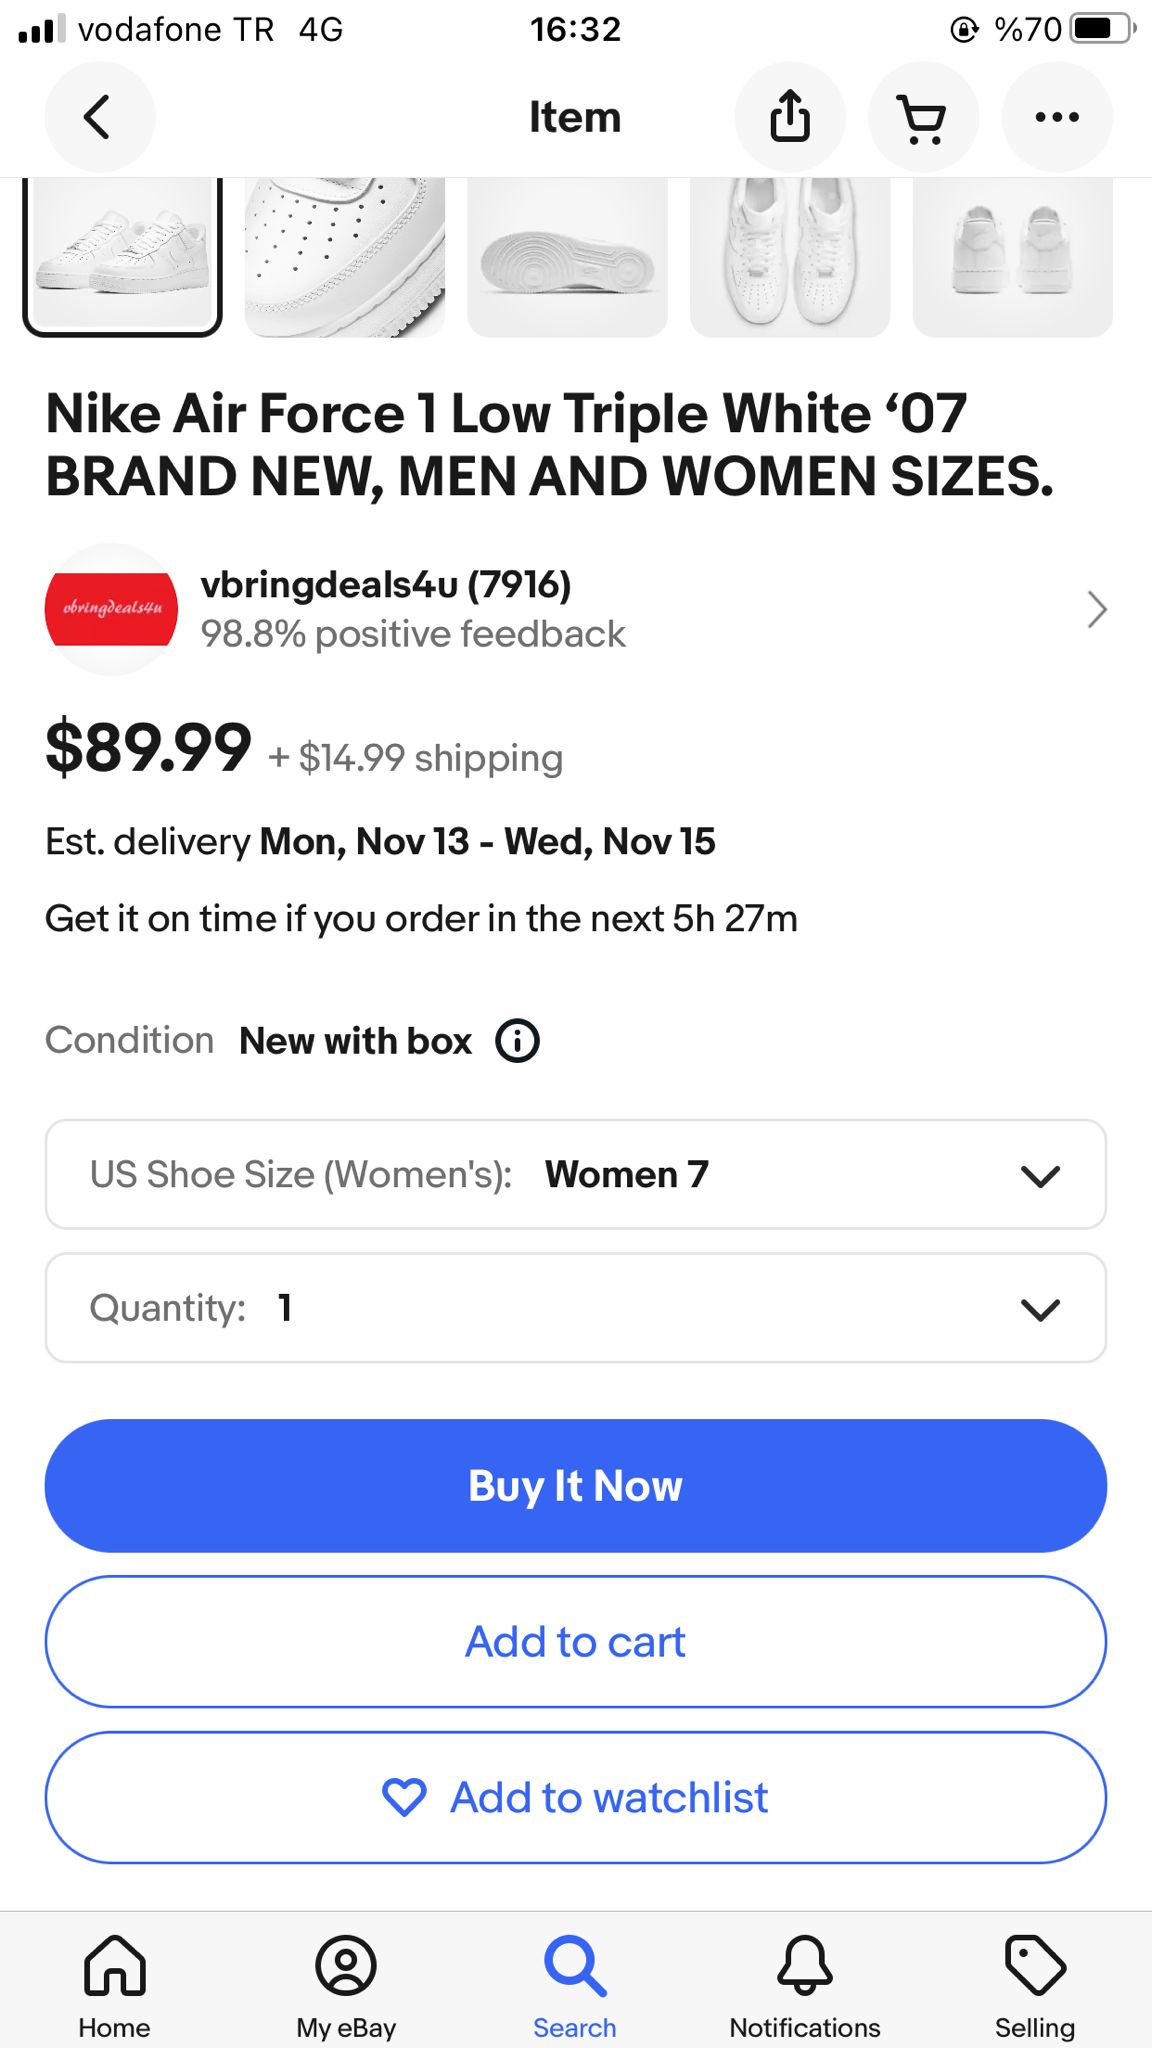 vodafone TR 4G 16:32 %70
Item
Nike Air Force 1 Low Triple White ‘07
BRAND NEW, MEN AND WOMEN SIZES.
vbringdeals4u
vbringdeals4u (7916)
98.8% positive feedback
$89.99 + $14.99 shipping
Est. delivery Mon, Nov 13 - Wed, Nov 15
Get it on time if you order in the next 5h 27m
Condition New with box
US Shoe Size (Women's): Women 7
Quantity: 1
Buy It Now
Add to cart
Add to watchlist
Home My eBay Search Notifications Selling